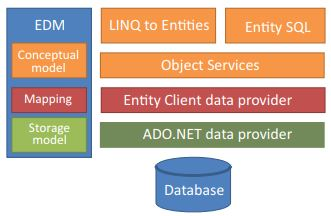 EDM
LINQ to Entities
Entity SQL
Conceptual
model
Object Services
Mapping
Entity Client data provider
Storage
model
ADO.NET data provider
Database